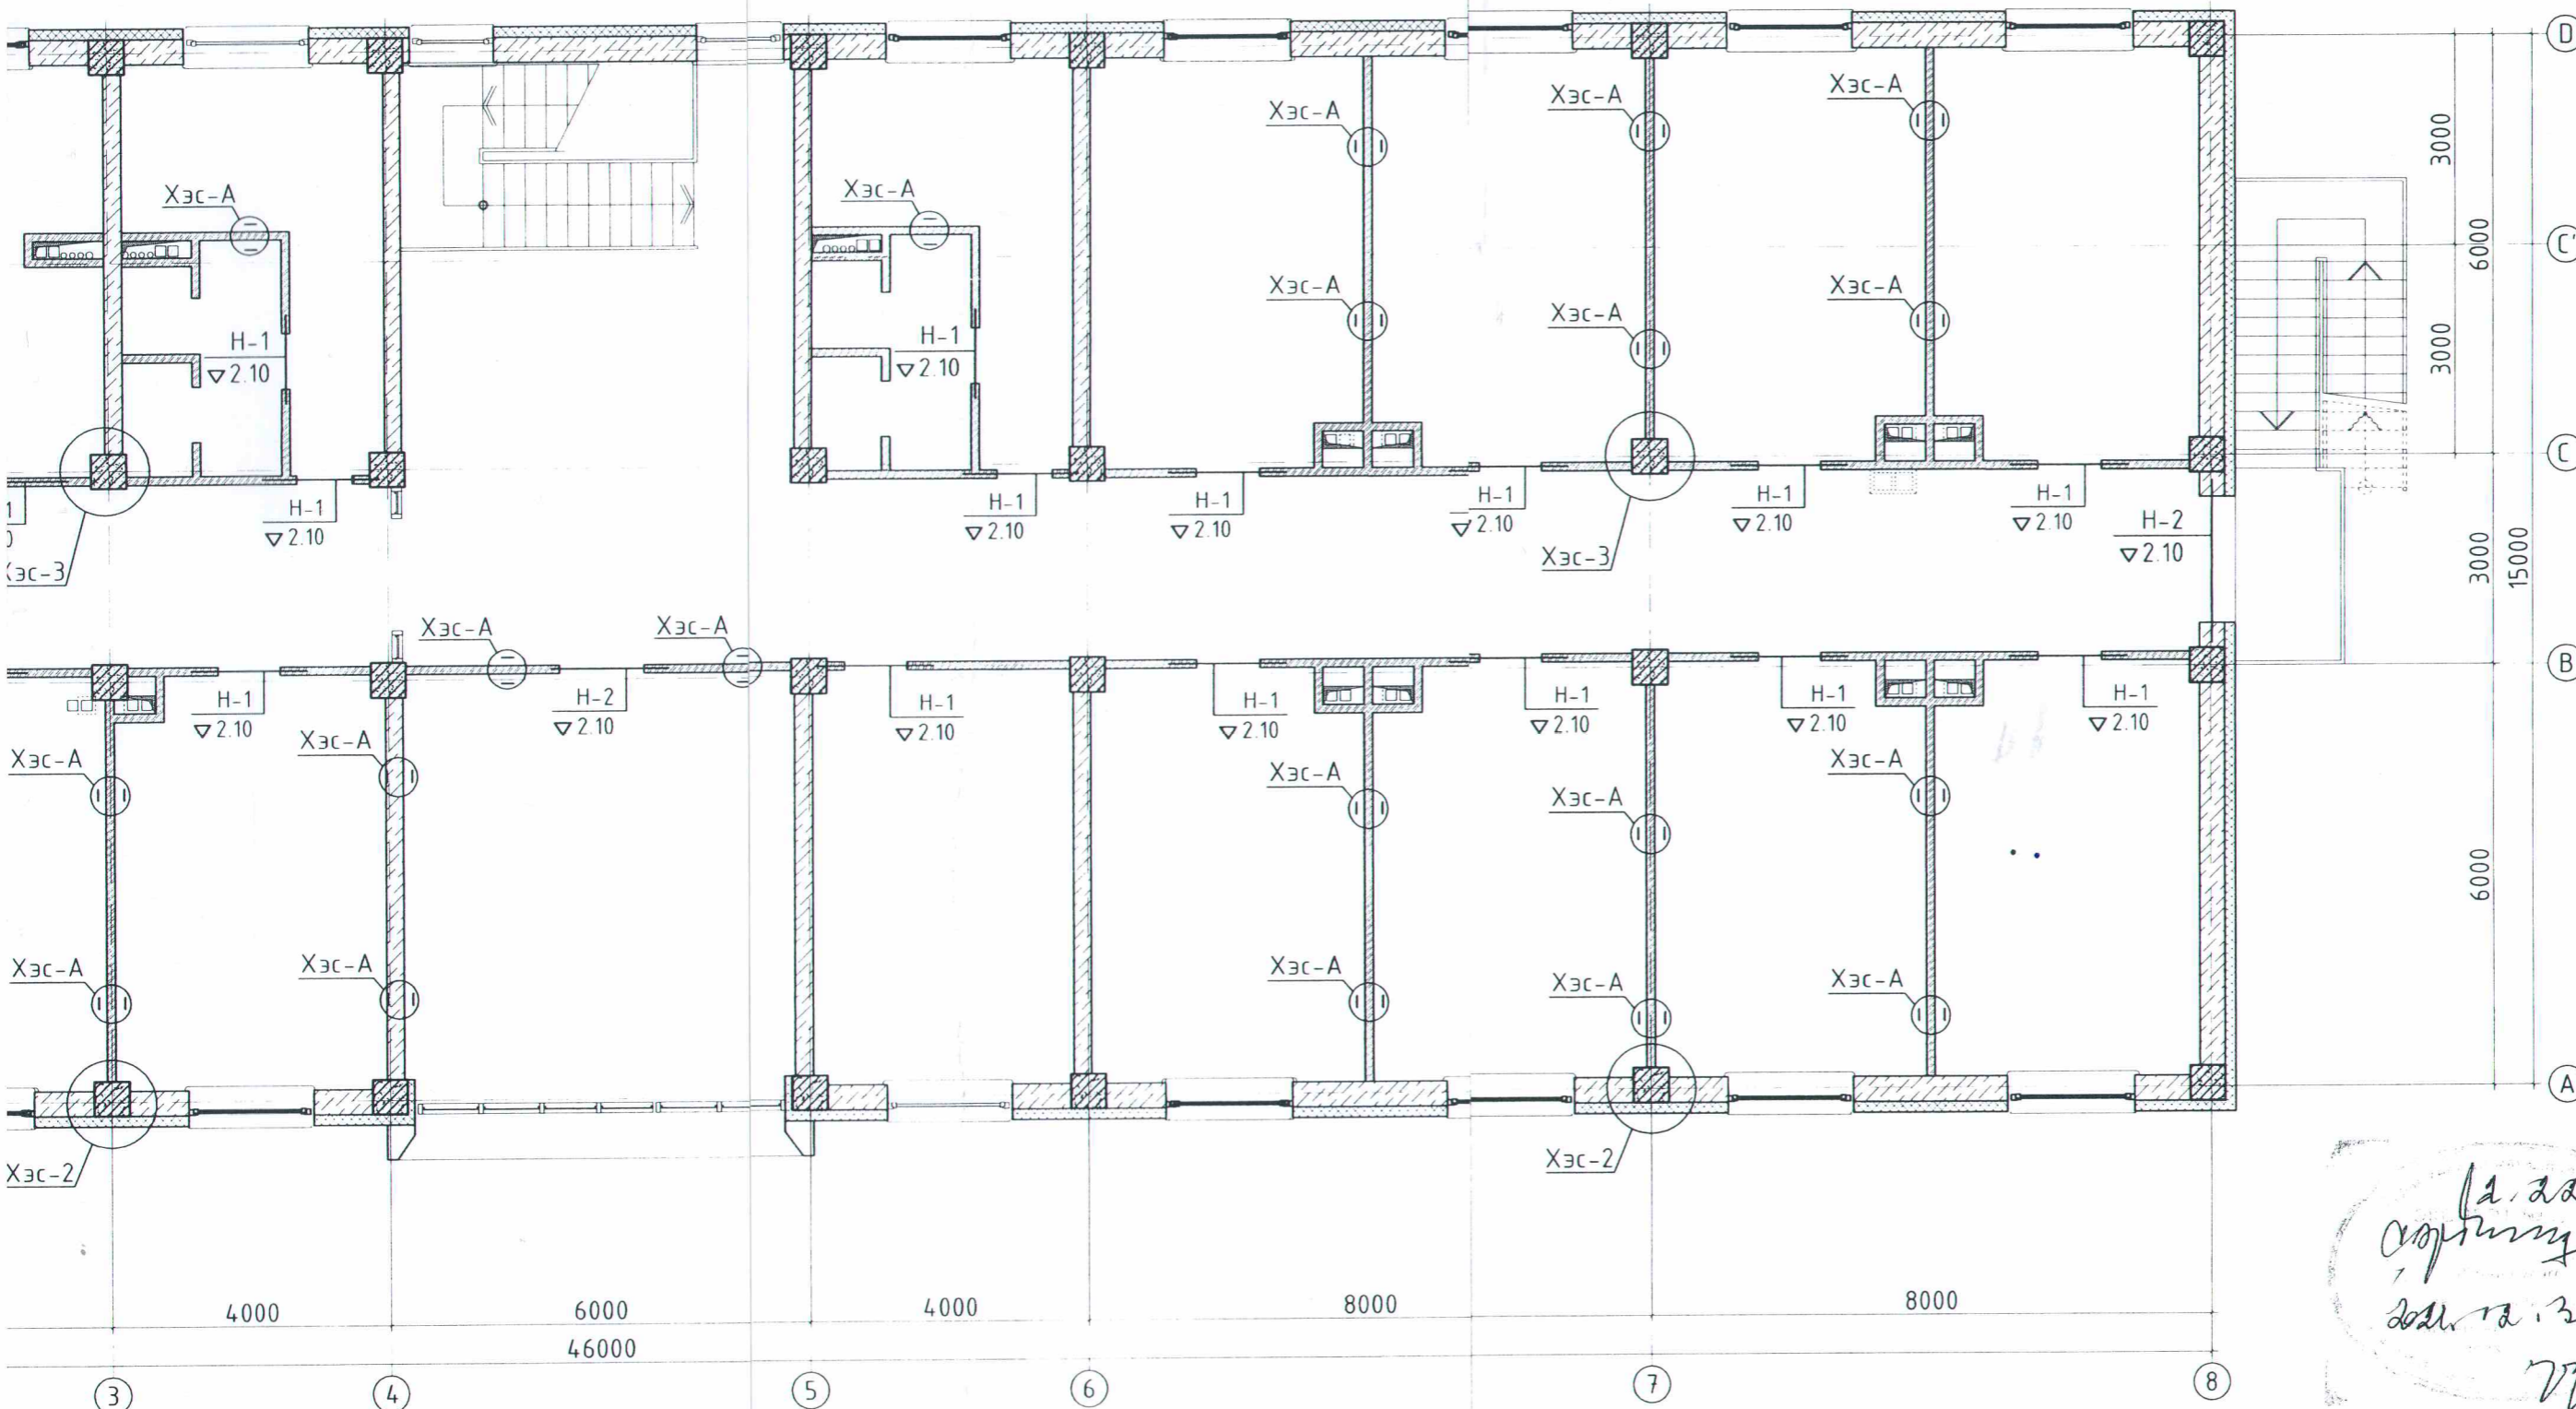 D
Хэс-А
Хэс-А
Хэс-А
3000
Хэс-А
Хэс-А
6000
C'
Хэс-А
Хэс-А
Хэс-А
Н-1
▽2.10
Н-1
▽2.10
3000
C
Н-1
▽2.10
Н-1
▽2.10
Н-1
▽2.10
Н-1
▽2.10
Н-1
▽2.10
Н-1
▽2.10
Н-2
▽2.10
Хэс-3
Хэс-3
3000
15000
Хэс-А
Хэс-А
B
Н-1
▽2.10
Н-2
▽2.10
Н-1
▽2.10
Н-1
▽2.10
Н-1
▽2.10
Н-1
▽2.10
Н-1
▽2.10
Хэс-А
Хэс-А
Хэс-А
Хэс-А
Хэс-А
6000
Хэс-А
Хэс-А
Хэс-А
Хэс-А
Хэс-А
A
Хэс-2
Хэс-2
4000
6000
4000
8000
8000
46000
3
4
5
6
7
8